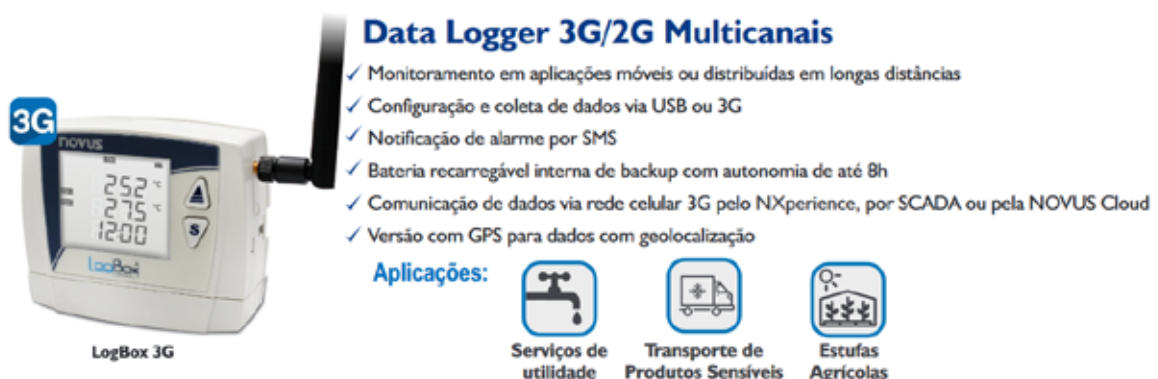 Data Logger 3G/2G Multicanais
✓ Monitoramento em aplicações móveis ou distribuídas em longas distâncias
✓ Configuração e coleta de dados via USB ou 3G
✓ Notificação de alarme por SMS
✓ Bateria recarregável interna de backup com autonomia de até 8h
✓ Comunicação de dados via rede celular 3G pelo NXperience, por SCADA ou pela NOVUS Cloud
✓ Versão com GPS para dados com geolocalização
3G
novus
25.2 °C
27.5 °C
12:00
S
LogBox
LogBox 3G
Aplicações:
Serviços de
utilidade
Transporte de
Produtos Sensíveis
Estufas
Agrícolas